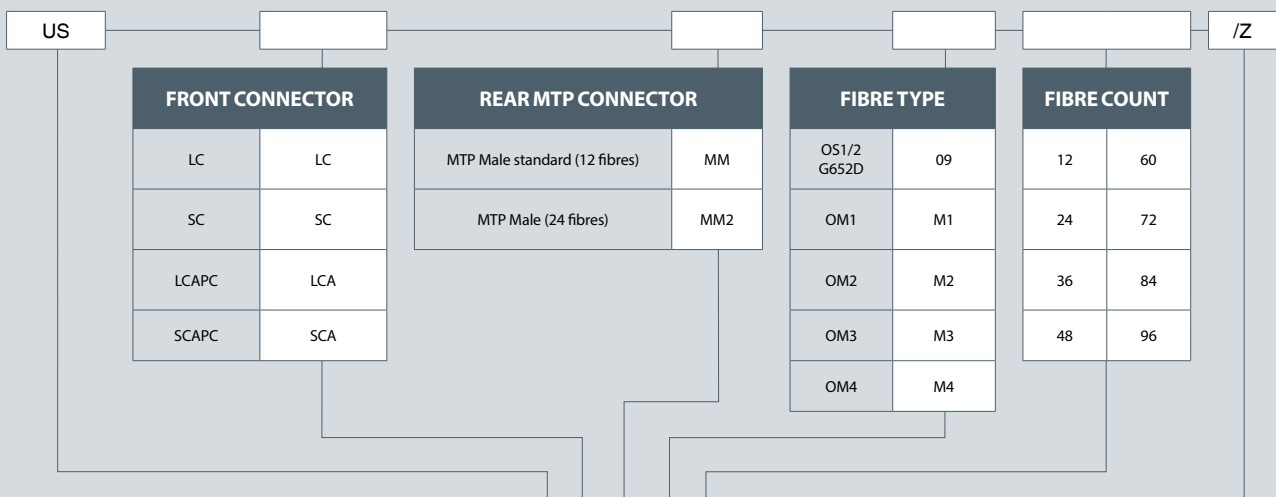 US /Z
FRONT CONNECTOR
LC LC
SC SC
LCAPC LCA
SCAPC SCA
REAR MTP CONNECTOR
MTP Male standard (12 fibres) MM
MTP Male (24 fibres) MM2
FIBRE TYPE
OS1/2
G652D 09
OM1 M1
OM2 M2
OM3 M3
OM4 M4
FIBRE COUNT
12 60
24 72
36 84
48 96